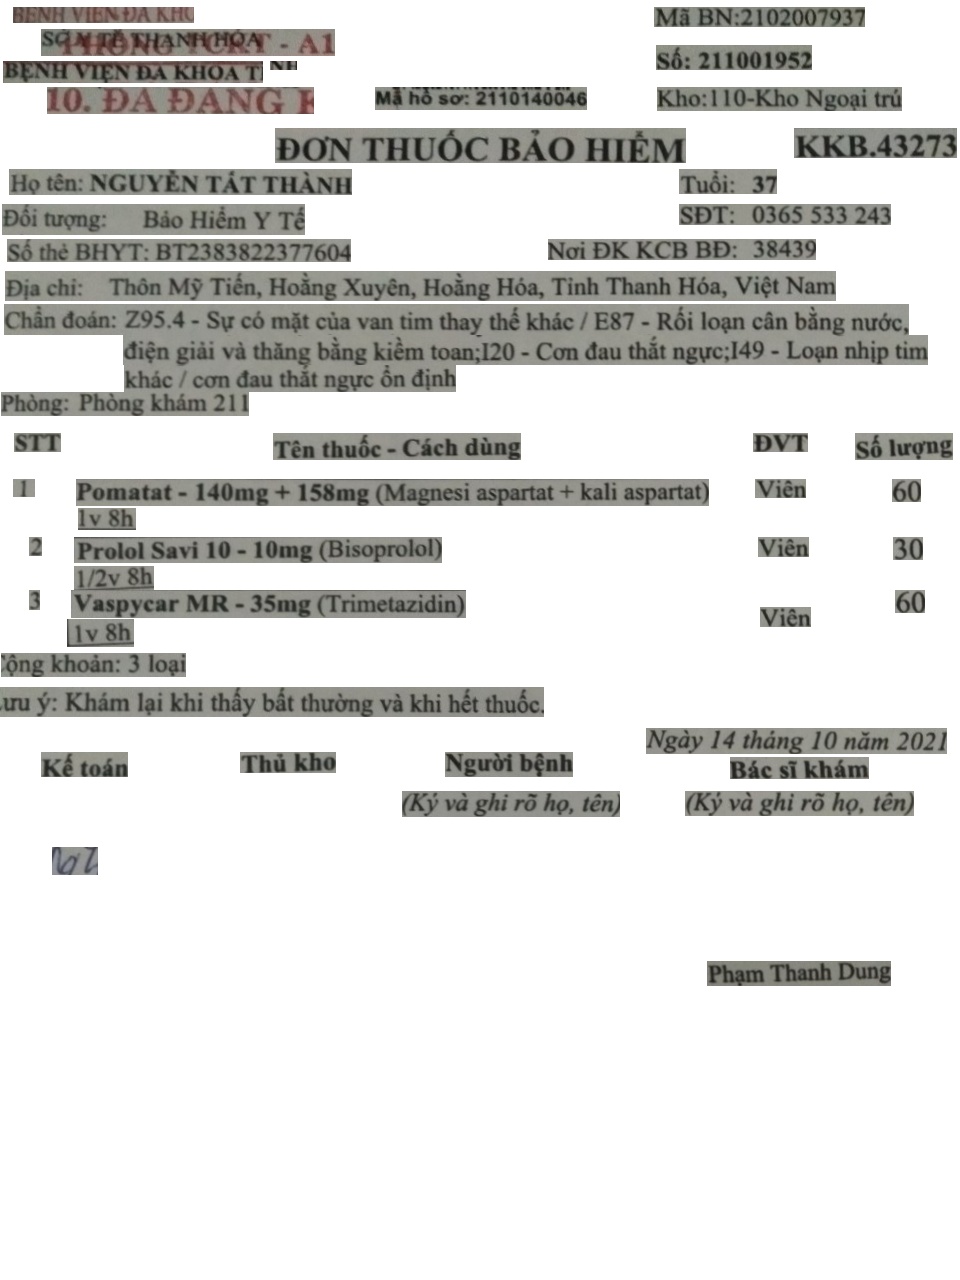 BỆNH VIỆN ĐA KHO
SỞ Y TẾ THANH HÓA
PHÒNG TCKT - A1
BỆNH VIỆN ĐA KHOA T
10. ĐA ĐANG
Mã hồ sơ: 2110140046
Mã BN:2102007937
Số: 211001952
Kho:110-Kho Ngoại trú
ĐƠN THUỐC BẢO HIỂM
KKB.43273
Họ tên: NGUYỄN TẤT THÀNH
Tuổi: 37
Đối tượng: Bảo Hiểm Y Tế
SĐT: 0365 533 243
Số thẻ BHYT: BT2383822377604
Nơi ĐK KCB BĐ: 38439
Địa chỉ: Thôn Mỹ Tiến, Hoằng Xuyên, Hoằng Hóa, Tỉnh Thanh Hóa, Việt Nam
Chẩn đoán: Z95.4 - Sự có mặt của van tim thay thế khác / E87 - Rối loạn cân bằng nước,
điện giải và thăng bằng kiềm toan;I20 - Cơn đau thắt ngực;I49 - Loạn nhịp tim
khác / cơn đau thắt ngực ổn định
Phòng: Phòng khám 211
STT Tên thuốc - Cách dùng ĐVT Số lượng
1 Pomatat - 140mg + 158mg (Magnesi aspartat + kali aspartat) Viên 60
1v 8h
2 Prolol Savi 10 - 10mg (Bisoprolol) Viên 30
1/2v 8h
3 Vaspycar MR - 35mg (Trimetazidin) Viên 60
1v 8h
Cộng khoản: 3 loại
Lưu ý: Khám lại khi thấy bất thường và khi hết thuốc.
Ngày 14 tháng 10 năm 2021
Kế toán Thủ kho Người bệnh Bác sĩ khám
(Ký và ghi rõ họ, tên) (Ký và ghi rõ họ, tên)
Phạm Thanh Dung